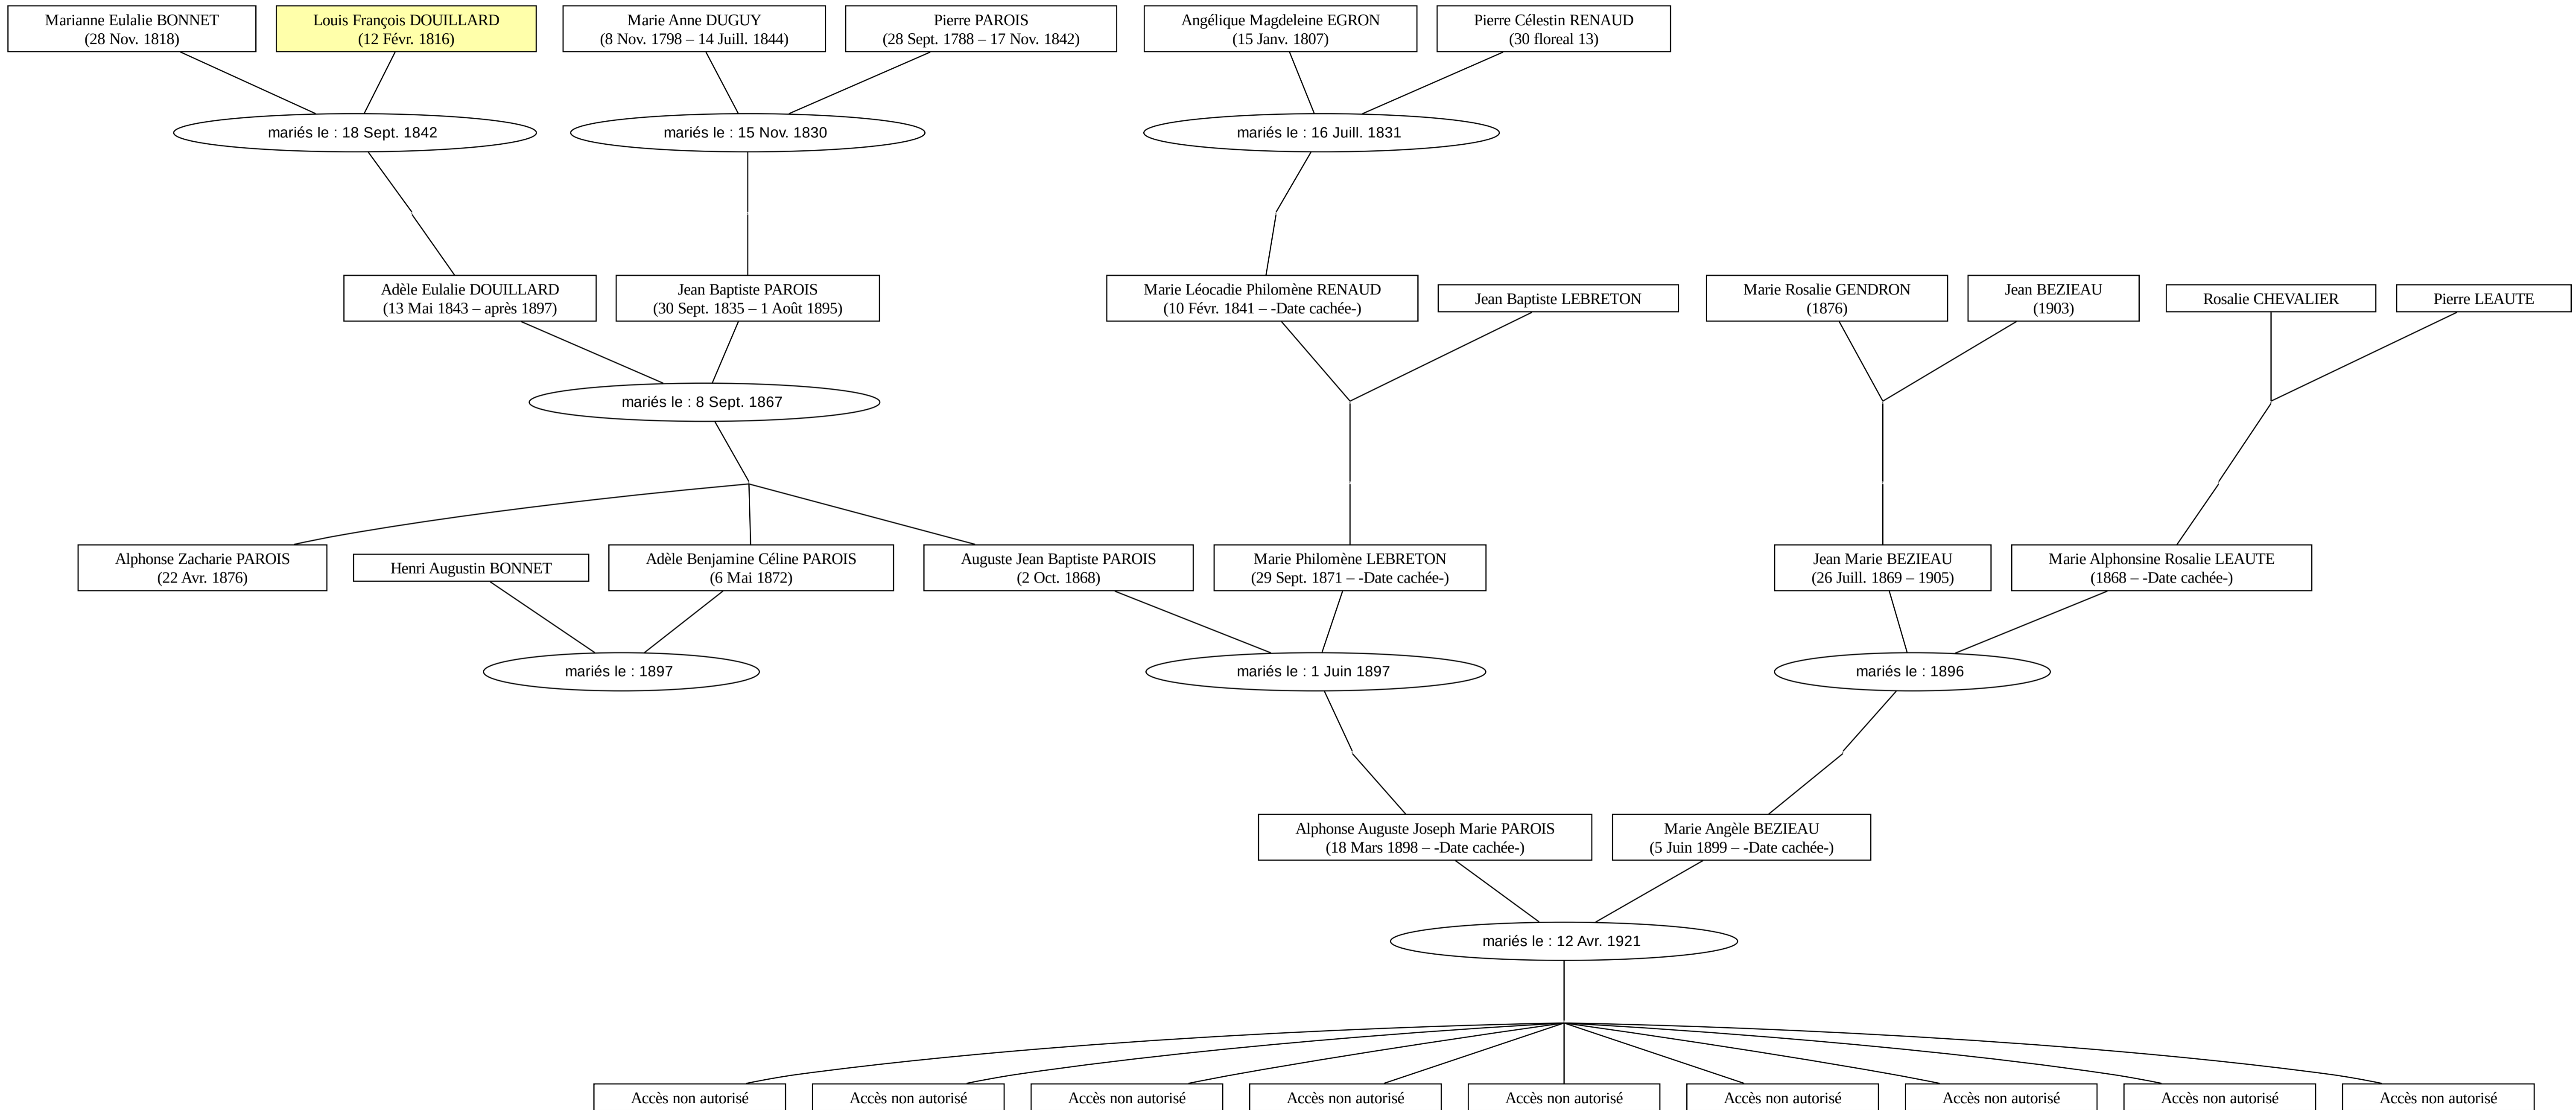 Marianne Eulalie BONNET
(28 Nov. 1818)
Louis François DOUILLARD
(12 Févr. 1816)
Marie Anne DUGUY
(8 Nov. 1798 – 14 Juill. 1844)
Pierre PAROIS
(28 Sept. 1788 – 17 Nov. 1842)
Angélique Magdeleine EGRON
(15 Janv. 1807)
Pierre Célestin RENAUD
(30 floreal 13)
mariés le : 18 Sept. 1842
mariés le : 15 Nov. 1830
mariés le : 16 Juill. 1831
Adèle Eulalie DOUILLARD
(13 Mai 1843 – après 1897)
Jean Baptiste PAROIS
(30 Sept. 1835 – 1 Août 1895)
Marie Léocadie Philomène RENAUD
(10 Févr. 1841 – -Date cachée-)
Jean Baptiste LEBRETON
Marie Rosalie GENDRON
(1876)
Jean BEZIEAU
(1903)
Rosalie CHEVALIER
Pierre LEAUTE
mariés le : 8 Sept. 1867
Alphonse Zacharie PAROIS
(22 Avr. 1876)
Henri Augustin BONNET
Adèle Benjamine Céline PAROIS
(6 Mai 1872)
Auguste Jean Baptiste PAROIS
(2 Oct. 1868)
Marie Philomène LEBRETON
(29 Sept. 1871 – -Date cachée-)
Jean Marie BEZIEAU
(26 Juill. 1869 – 1905)
Marie Alphonsine Rosalie LEAUTE
(1868 – -Date cachée-)
mariés le : 1897
mariés le : 1 Juin 1897
mariés le : 1896
Alphonse Auguste Joseph Marie PAROIS
(18 Mars 1898 – -Date cachée-)
Marie Angèle BEZIEAU
(5 Juin 1899 – -Date cachée-)
mariés le : 12 Avr. 1921
Accès non autorisé
Accès non autorisé
Accès non autorisé
Accès non autorisé
Accès non autorisé
Accès non autorisé
Accès non autorisé
Accès non autorisé
Accès non autorisé